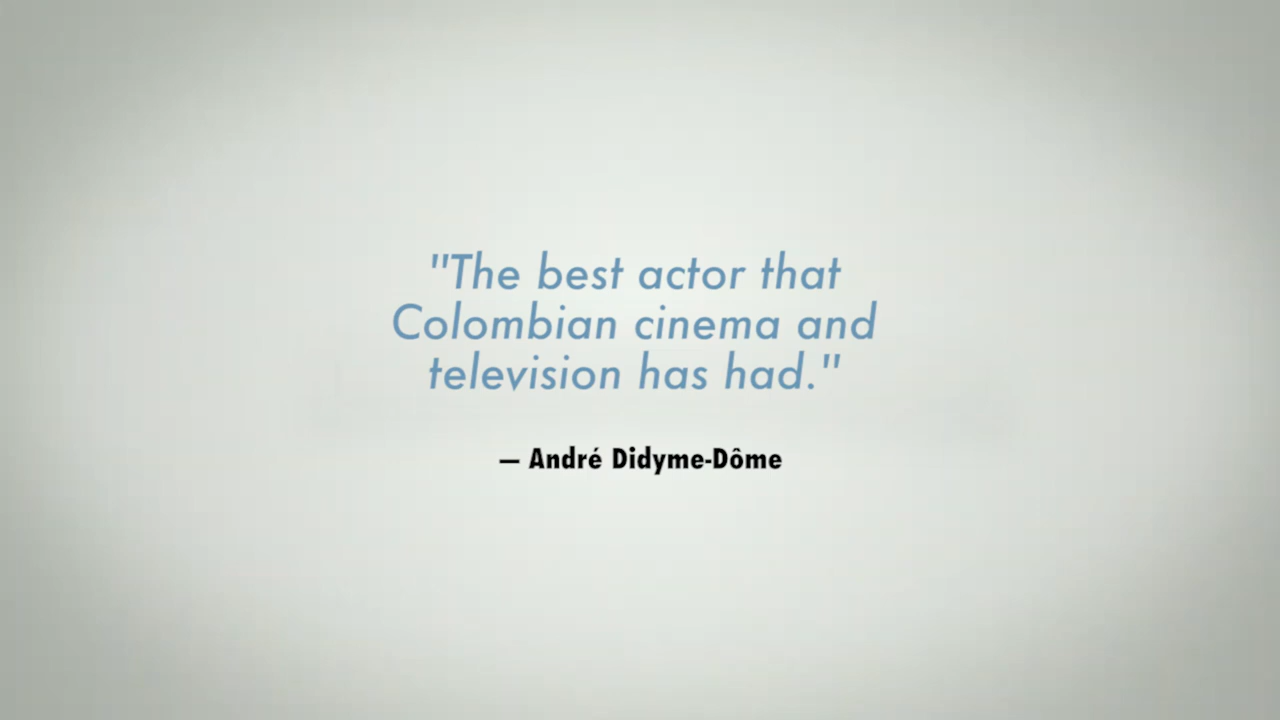 "The best actor that
Colombian cinema and
television has had."
— André Didyme-Dôme